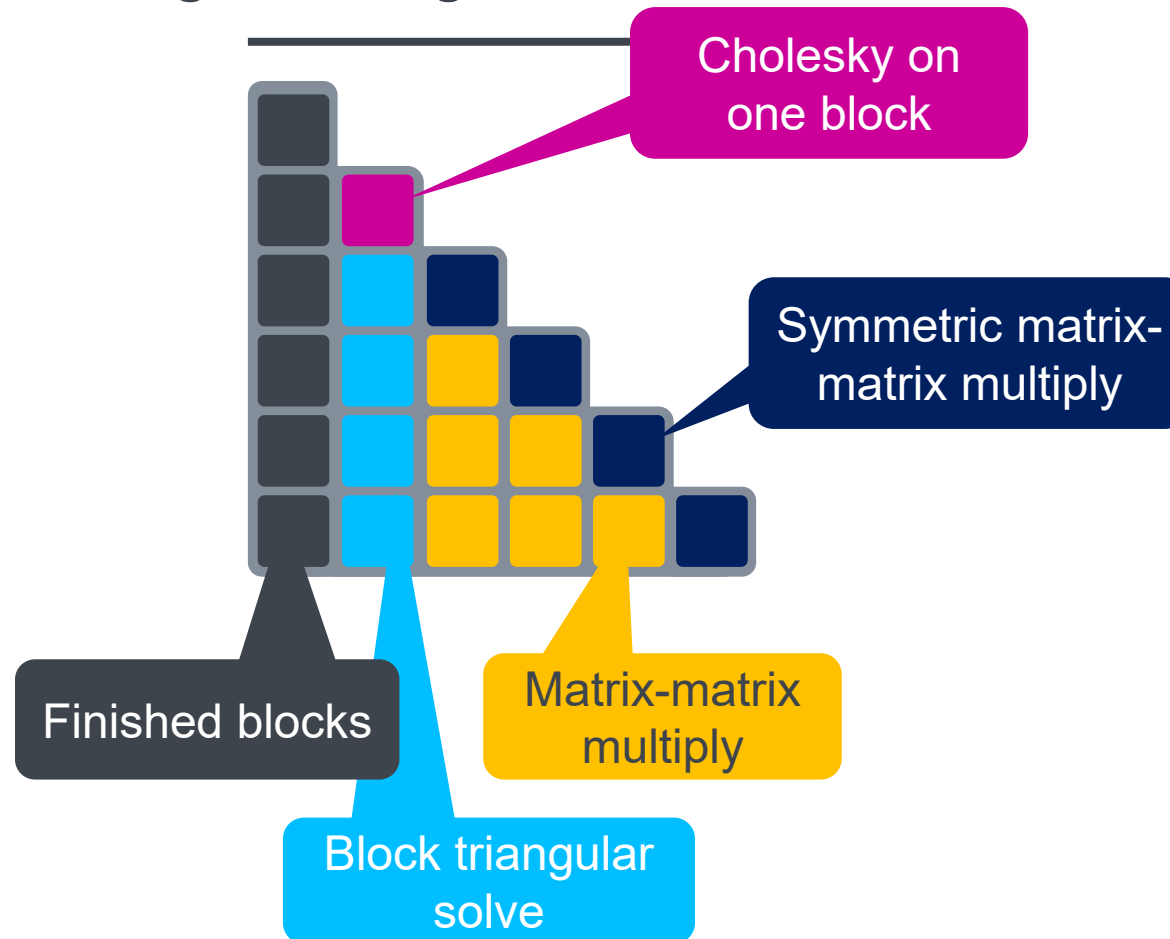 Cholesky on
one block
Symmetric matrix-
matrix multiply
Finished blocks
Matrix-matrix
multiply
Block triangular
solve